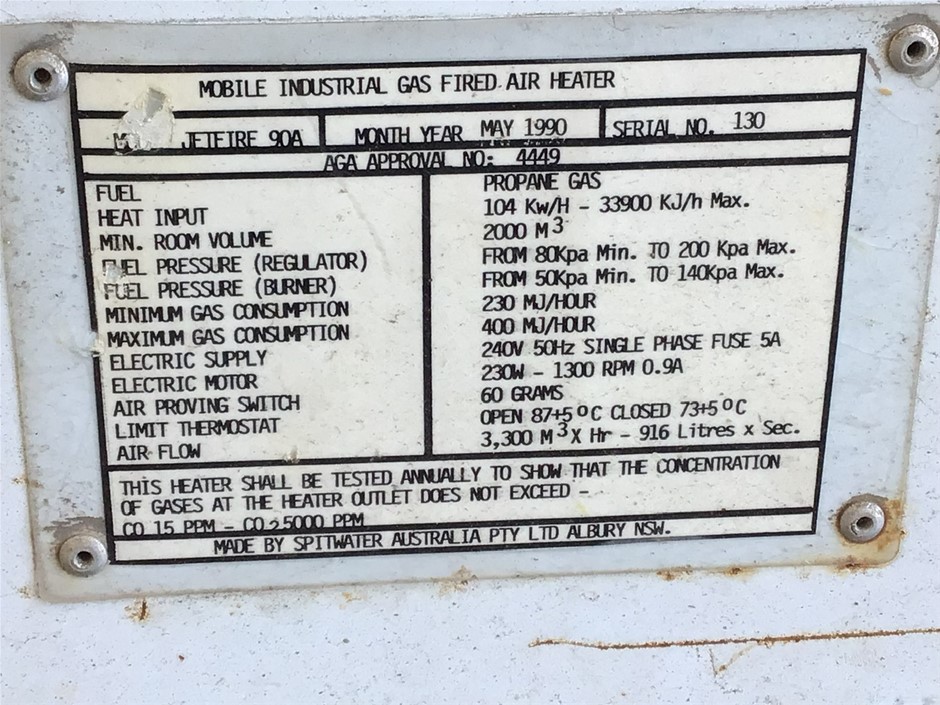 MOBILE INDUSTRIAL GAS FIRED AIR HEATER
JETFIRE 90A MONTH YEAR MAY 1990 SERIAL NO. 130
AGA APPROVAL NO: 4449
FUEL PROPANE GAS
HEAT INPUT 104 Kw/H - 33900 KJ/h Max.
MIN. ROOM VOLUME 2000 M³
FUEL PRESSURE (REGULATOR) FROM 80Kpa Min. TO 200 Kpa Max.
FUEL PRESSURE (BURNER) FROM 50Kpa Min. TO 140Kpa Max.
MINIMUM GAS CONSUMPTION 230 MJ/HOUR
MAXIMUM GAS CONSUMPTION 400 MJ/HOUR
ELECTRIC SUPPLY 240V 50Hz SINGLE PHASE FUSE 5A
ELECTRIC MOTOR 230W - 1300 RPM 0.9A
AIR PROVING SWITCH 60 GRAMS
LIMIT THERMOSTAT OPEN 87+5°C CLOSED 73+5°C
AIR FLOW 3,300 M³ X Hr - 916 Litres x Sec.
THIS HEATER SHALL BE TESTED ANNUALLY TO SHOW THAT THE CONCENTRATION
OF GASES AT THE HEATER OUTLET DOES NOT EXCEED -
CO 15 PPM - CO₂ 5000 PPM
MADE BY SPITWATER AUSTRALIA PTY LTD ALBURY NSW.